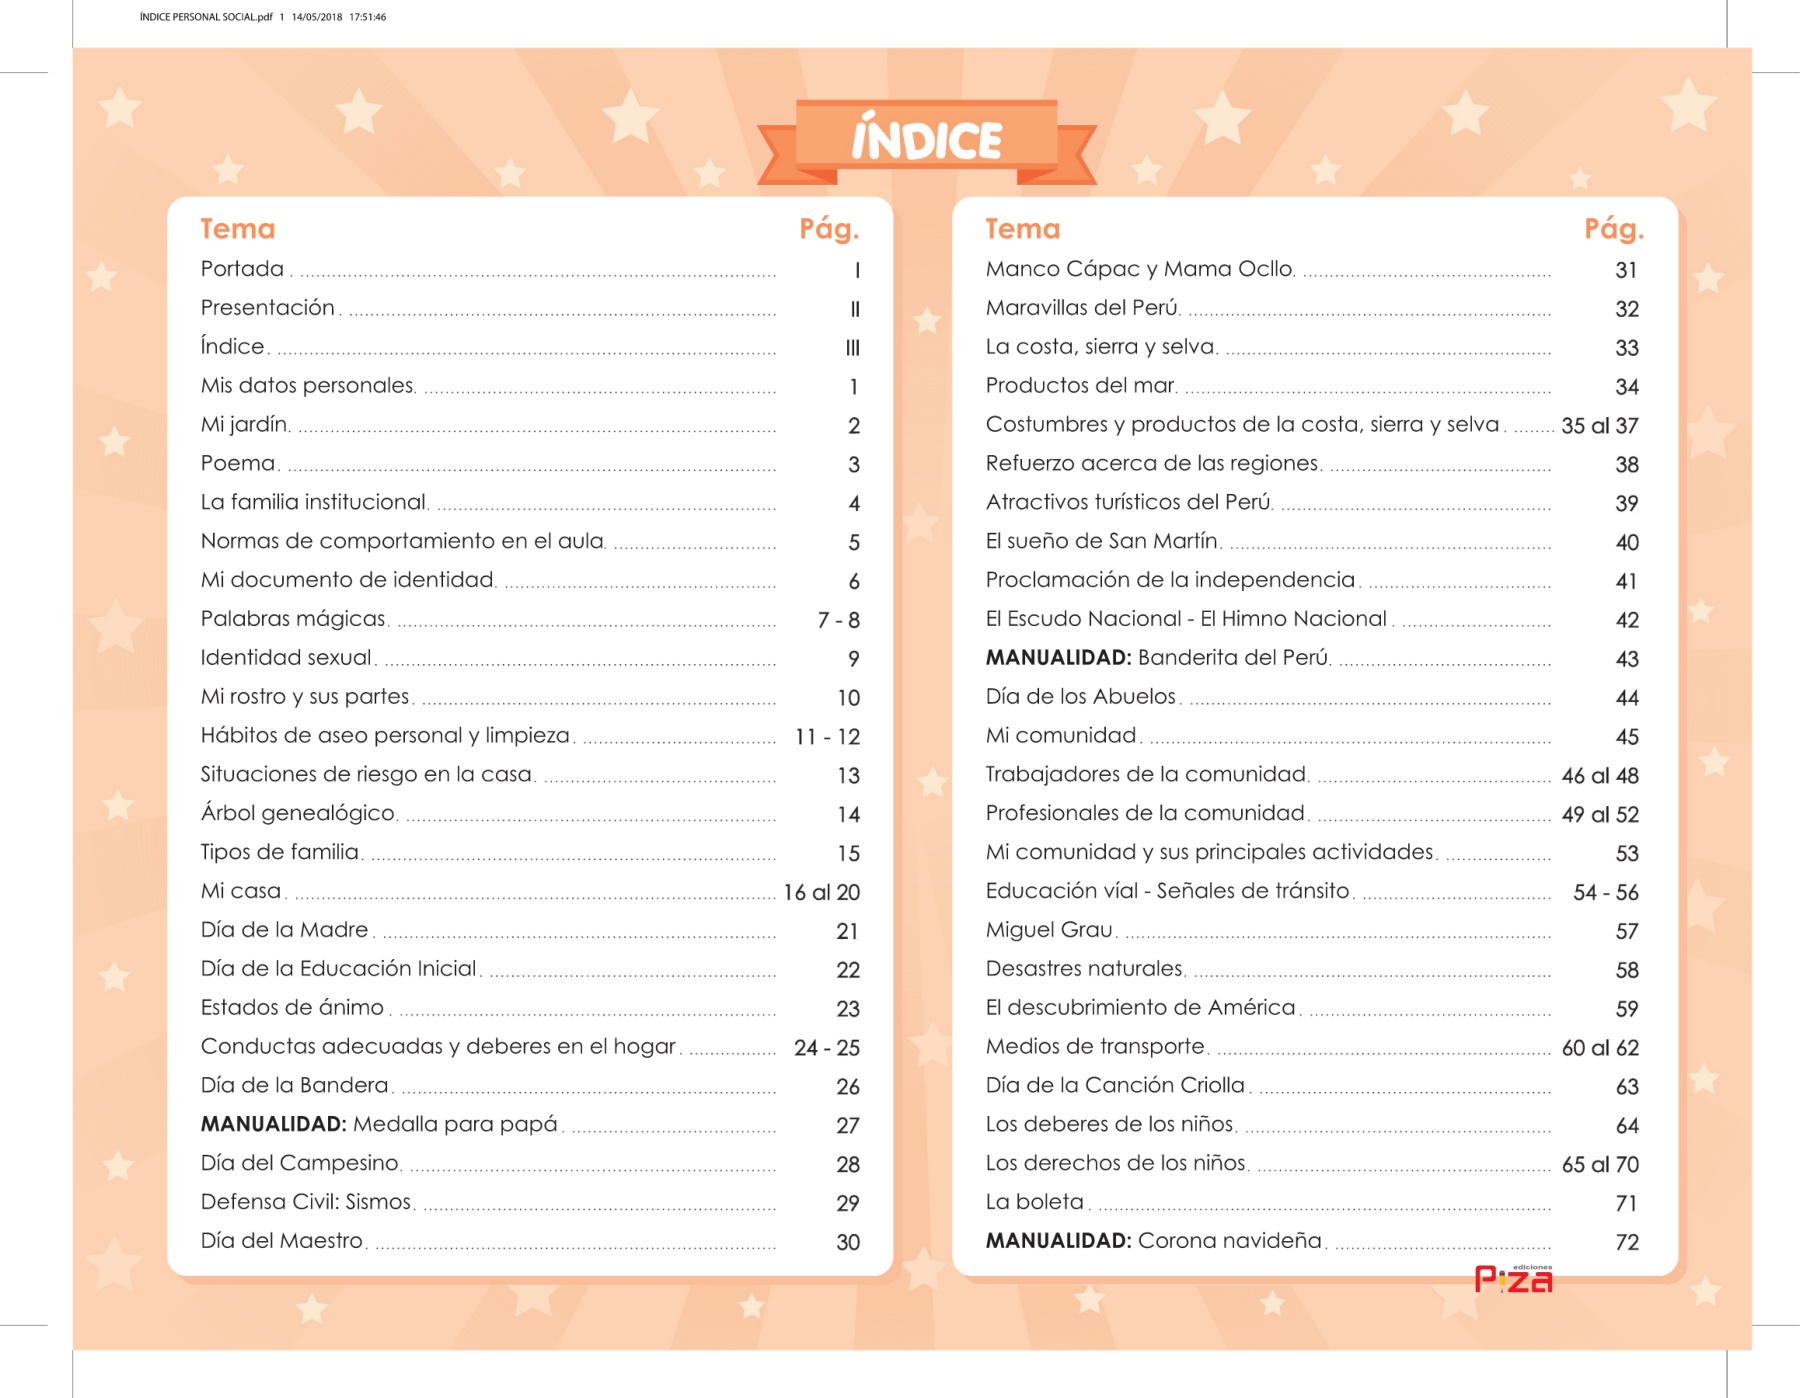 ÍNDICE PERSONAL SOCIAL.pdf 1 14/05/2018 17:51:46
ÍNDICE
Tema Pág.
Portada I
Presentación II
Índice III
Mis datos personales 1
Mi jardín 2
Poema 3
La familia institucional 4
Normas de comportamiento en el aula 5
Mi documento de identidad 6
Palabras mágicas 7 - 8
Identidad sexual 9
Mi rostro y sus partes 10
Hábitos de aseo personal y limpieza 11 - 12
Situaciones de riesgo en la casa 13
Árbol genealógico 14
Tipos de familia 15
Mi casa 16 al 20
Día de la Madre 21
Día de la Educación Inicial 22
Estados de ánimo 23
Conductas adecuadas y deberes en el hogar 24 - 25
Día de la Bandera 26
MANUALIDAD: Medalla para papá 27
Día del Campesino 28
Defensa Civil: Sismos 29
Día del Maestro 30
Tema Pág.
Manco Cápac y Mama Ocllo 31
Maravillas del Perú 32
La costa, sierra y selva 33
Productos del mar 34
Costumbres y productos de la costa, sierra y selva 35 al 37
Refuerzo acerca de las regiones 38
Atractivos turísticos del Perú 39
El sueño de San Martín 40
Proclamación de la independencia 41
El Escudo Nacional - El Himno Nacional 42
MANUALIDAD: Banderita del Perú 43
Día de los Abuelos 44
Mi comunidad 45
Trabajadores de la comunidad 46 al 48
Profesionales de la comunidad 49 al 52
Mi comunidad y sus principales actividades 53
Educación víal - Señales de tránsito 54 - 56
Miguel Grau 57
Desastres naturales 58
El descubrimiento de América 59
Medios de transporte 60 al 62
Día de la Canción Criolla 63
Los deberes de los niños 64
Los derechos de los niños 65 al 70
La boleta 71
MANUALIDAD: Corona navideña 72
ediciones
Piza